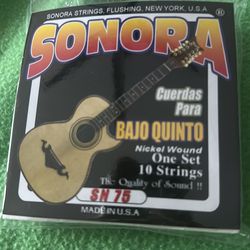 SONORA STRINGS, FLUSHING, NEW YORK, U.S.A
SONORA ®
Cuerdas
Para
BAJO QUINTO
Nickel Wound
One Set
10 Strings
The Quality of Sound !!
SN 75
MADE IN U.S.A